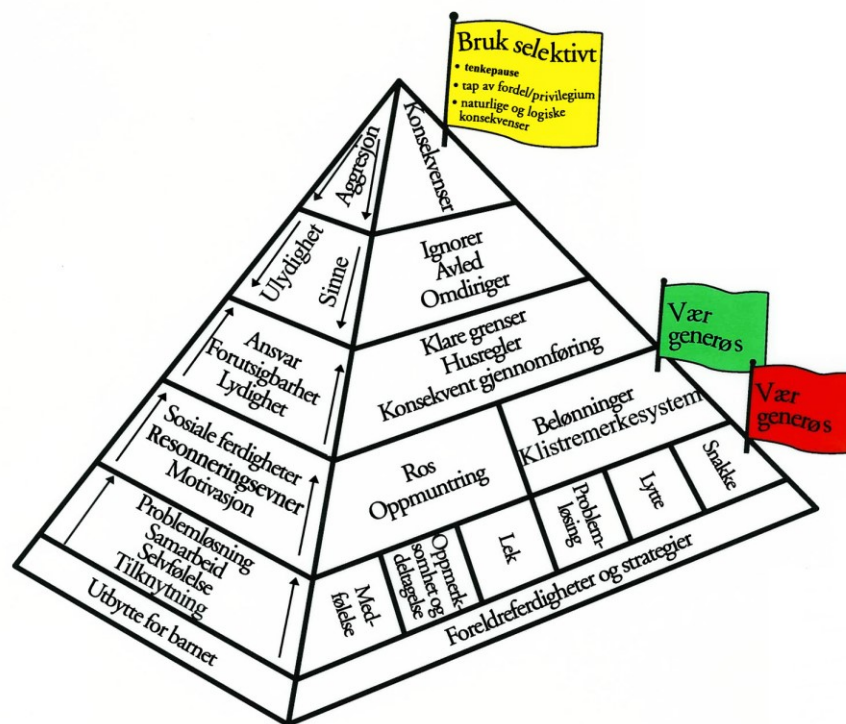 Bruk selektivt
• tenkepause
• tap av fordel/privilegium
• naturlige og logiske
konsekvenser
Aggresjon
Konsekvenser
Ulydighet
Sinne
Ignorer
Avled
Omdiriger
Vær
generøs
Ansvar
Forutsigbarhet
Lydighet
Klare grenser
Husregler
Konsekvent gjennomføring
Vær
generøs
Sosiale ferdigheter
Resonneringsevner
Motivasjon
Ros
Oppmuntring
Belønninger
Klistremerkesystem
Problemløsning
Samarbeid
Selvfølelse
Tilknytning
Med-
følelse
Oppmerk-
somhet og
deltagelse
Lek
Problem-
løsing
Lytte
Snakke
Utbytte for barnet
Foreldreferdigheter og strategier